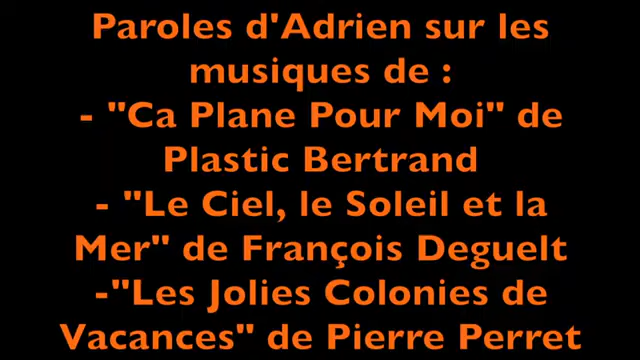 Paroles d'Adrien sur les
musiques de :
- "Ca Plane Pour Moi" de
Plastic Bertrand
- "Le Ciel, le Soleil et la
Mer" de François Deguelt
-"Les Jolies Colonies de
Vacances" de Pierre Perret